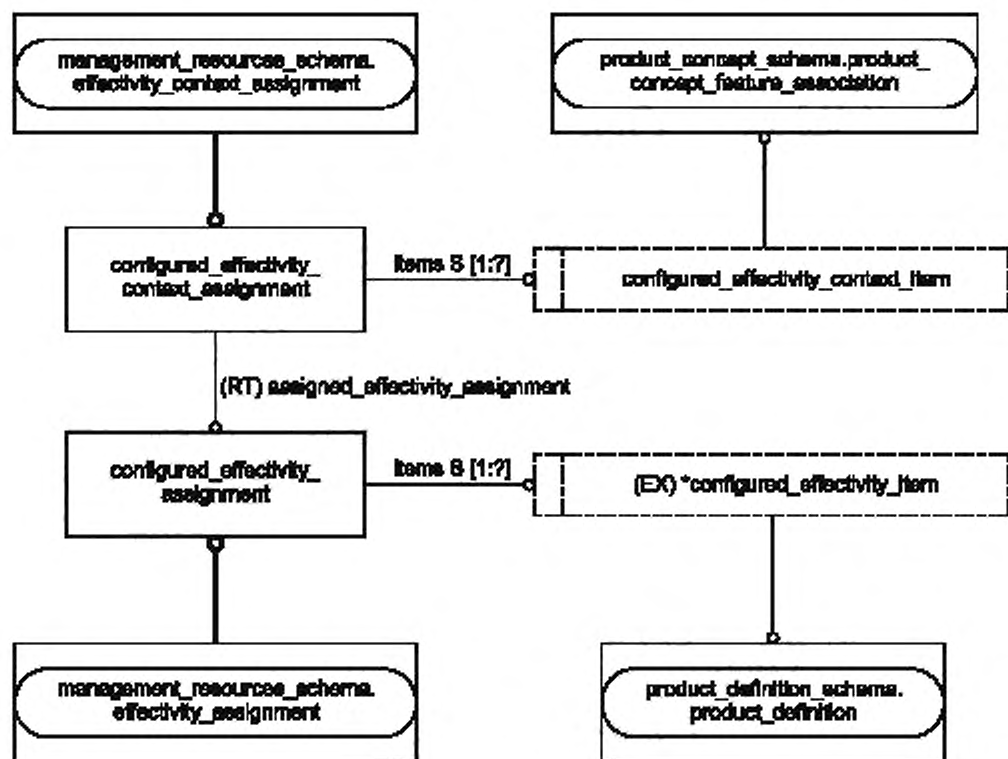 management_resources_schema.
effectivity_context_assignment
product_concept_schema.product_
concept_feature_association
configured_effectivity_
context_assignment
items S [1:?]
configured_effectivity_context_item
(RT) assigned_effectivity_assignment
configured_effectivity_
assignment
items S [1:?]
(EX) *configured_effectivity_item
management_resources_schema.
effectivity_assignment
product_definition_schema.
product_definition